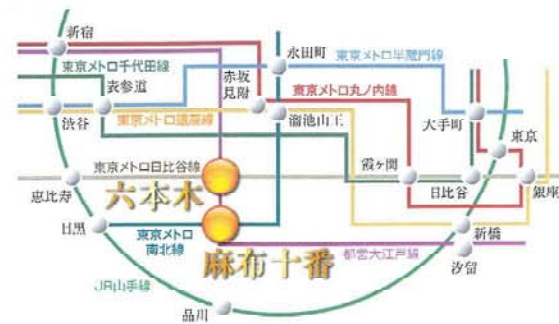 新宿
永田町
東京メトロ半蔵門線
東京メトロ千代田線
赤坂
見附
東京メトロ丸ノ内線
表参道
渋谷
東京メトロ銀座線
溜池山王
大手町
東京
東京メトロ日比谷線
霞ヶ関
恵比寿
六本木
日比谷
銀座
目黒
東京メトロ
南北線
麻布十番
都営大江戸線
新橋
汐留
JR山手線
品川